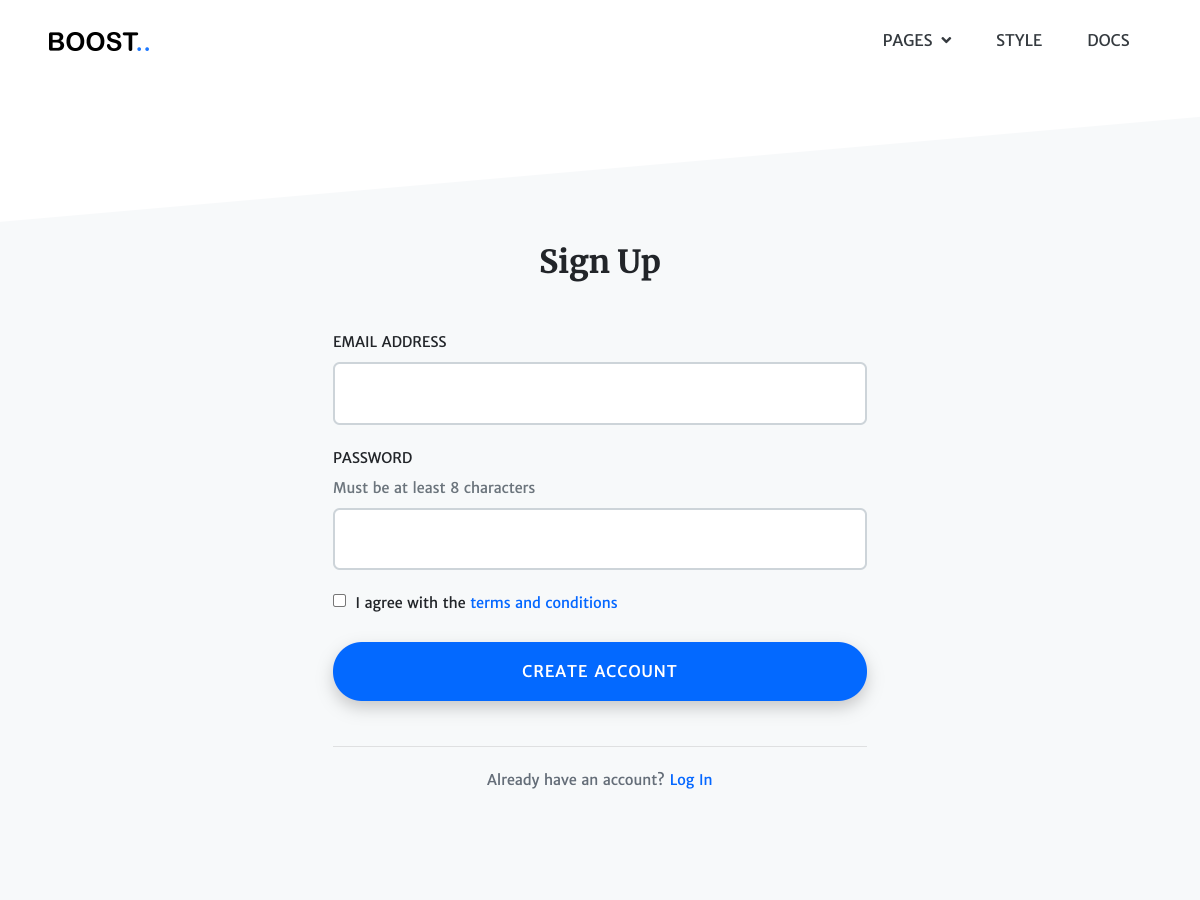 BOOST..
PAGES
STYLE
DOCS
Sign Up
EMAIL ADDRESS
PASSWORD
Must be at least 8 characters
I agree with the terms and conditions
CREATE ACCOUNT
Already have an account? Log In